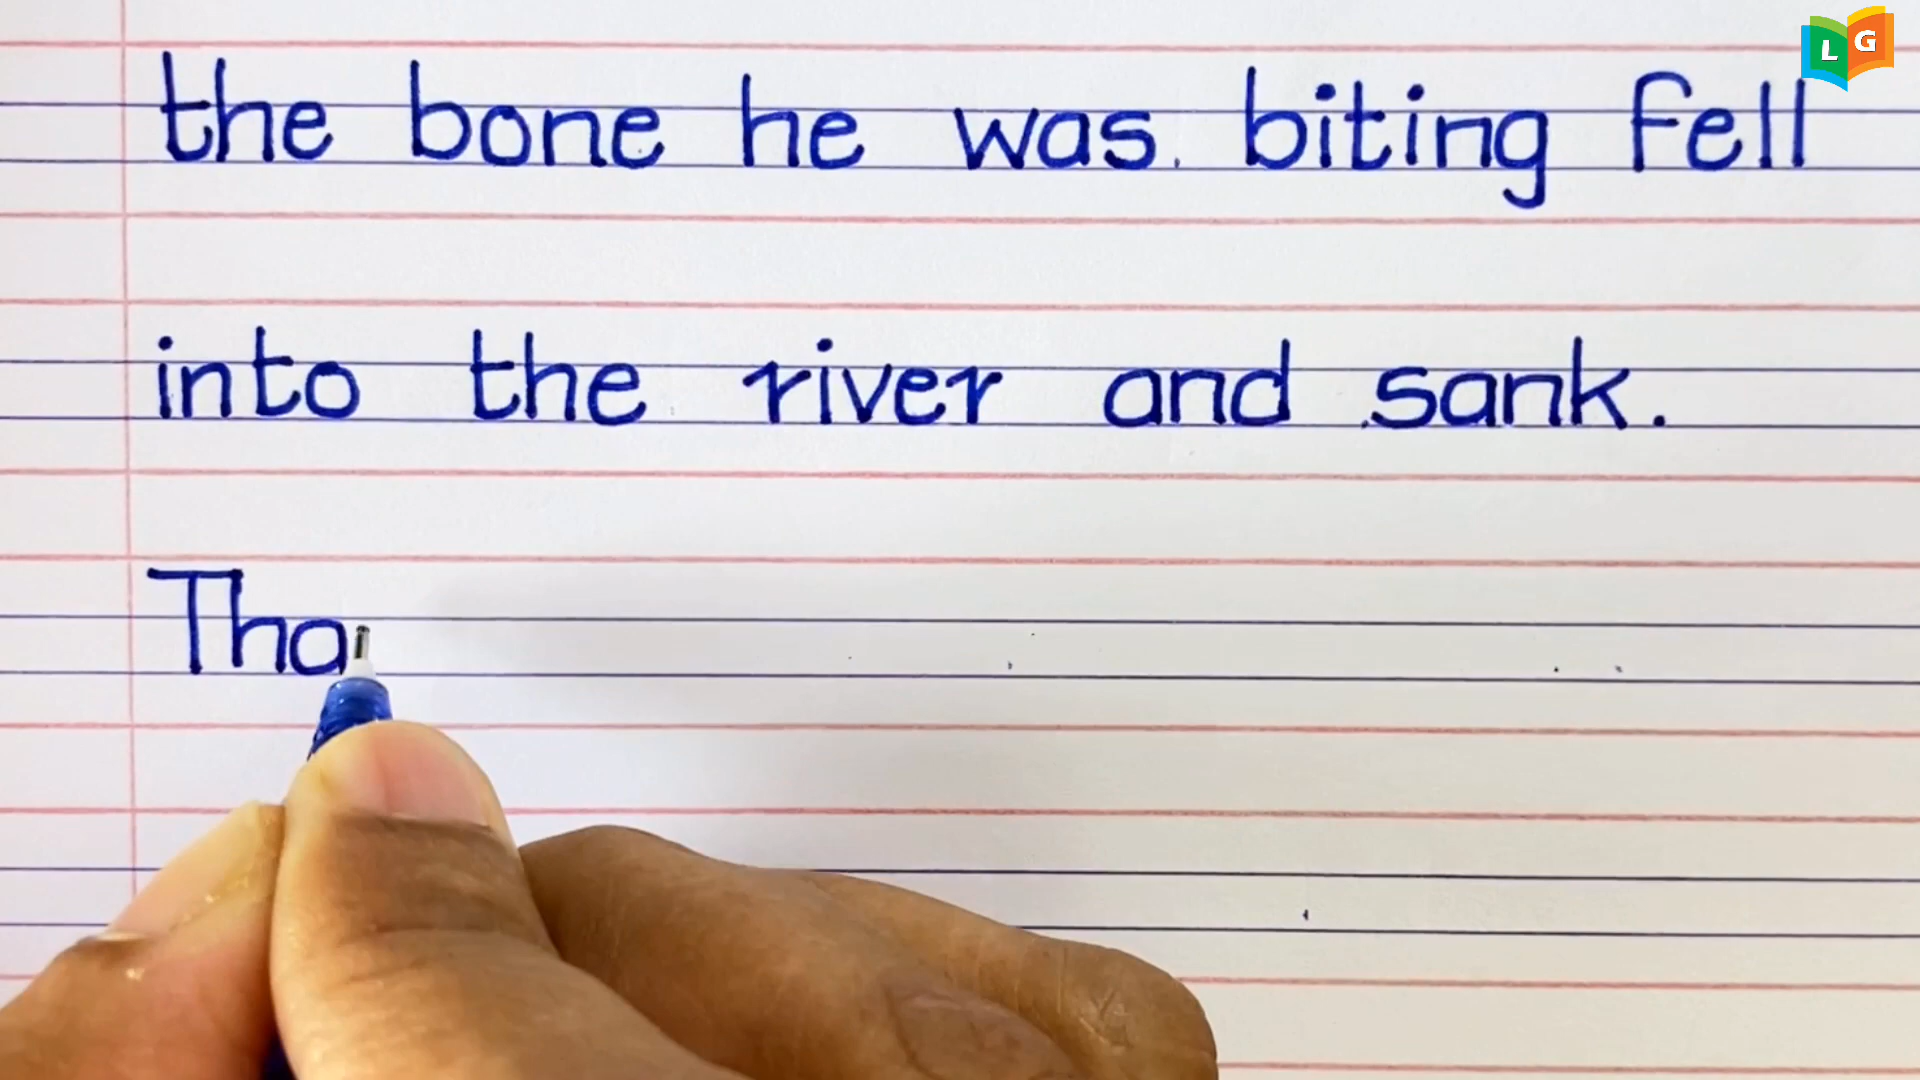 L G
the bone he was biting fell
into the river and sank.
Tha